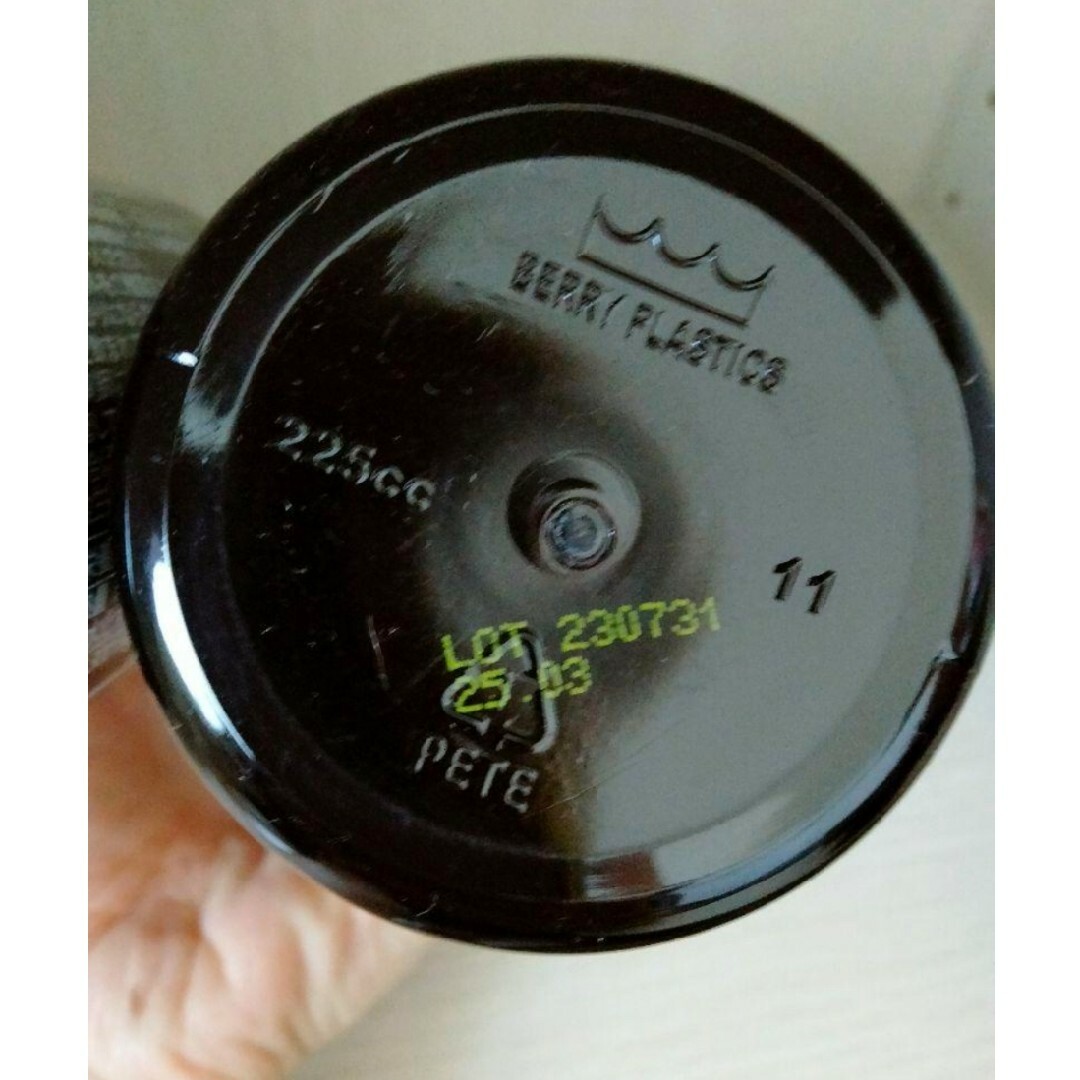 BERRY PLASTICS
225cc
11
LOT 230731
25.03
PETE